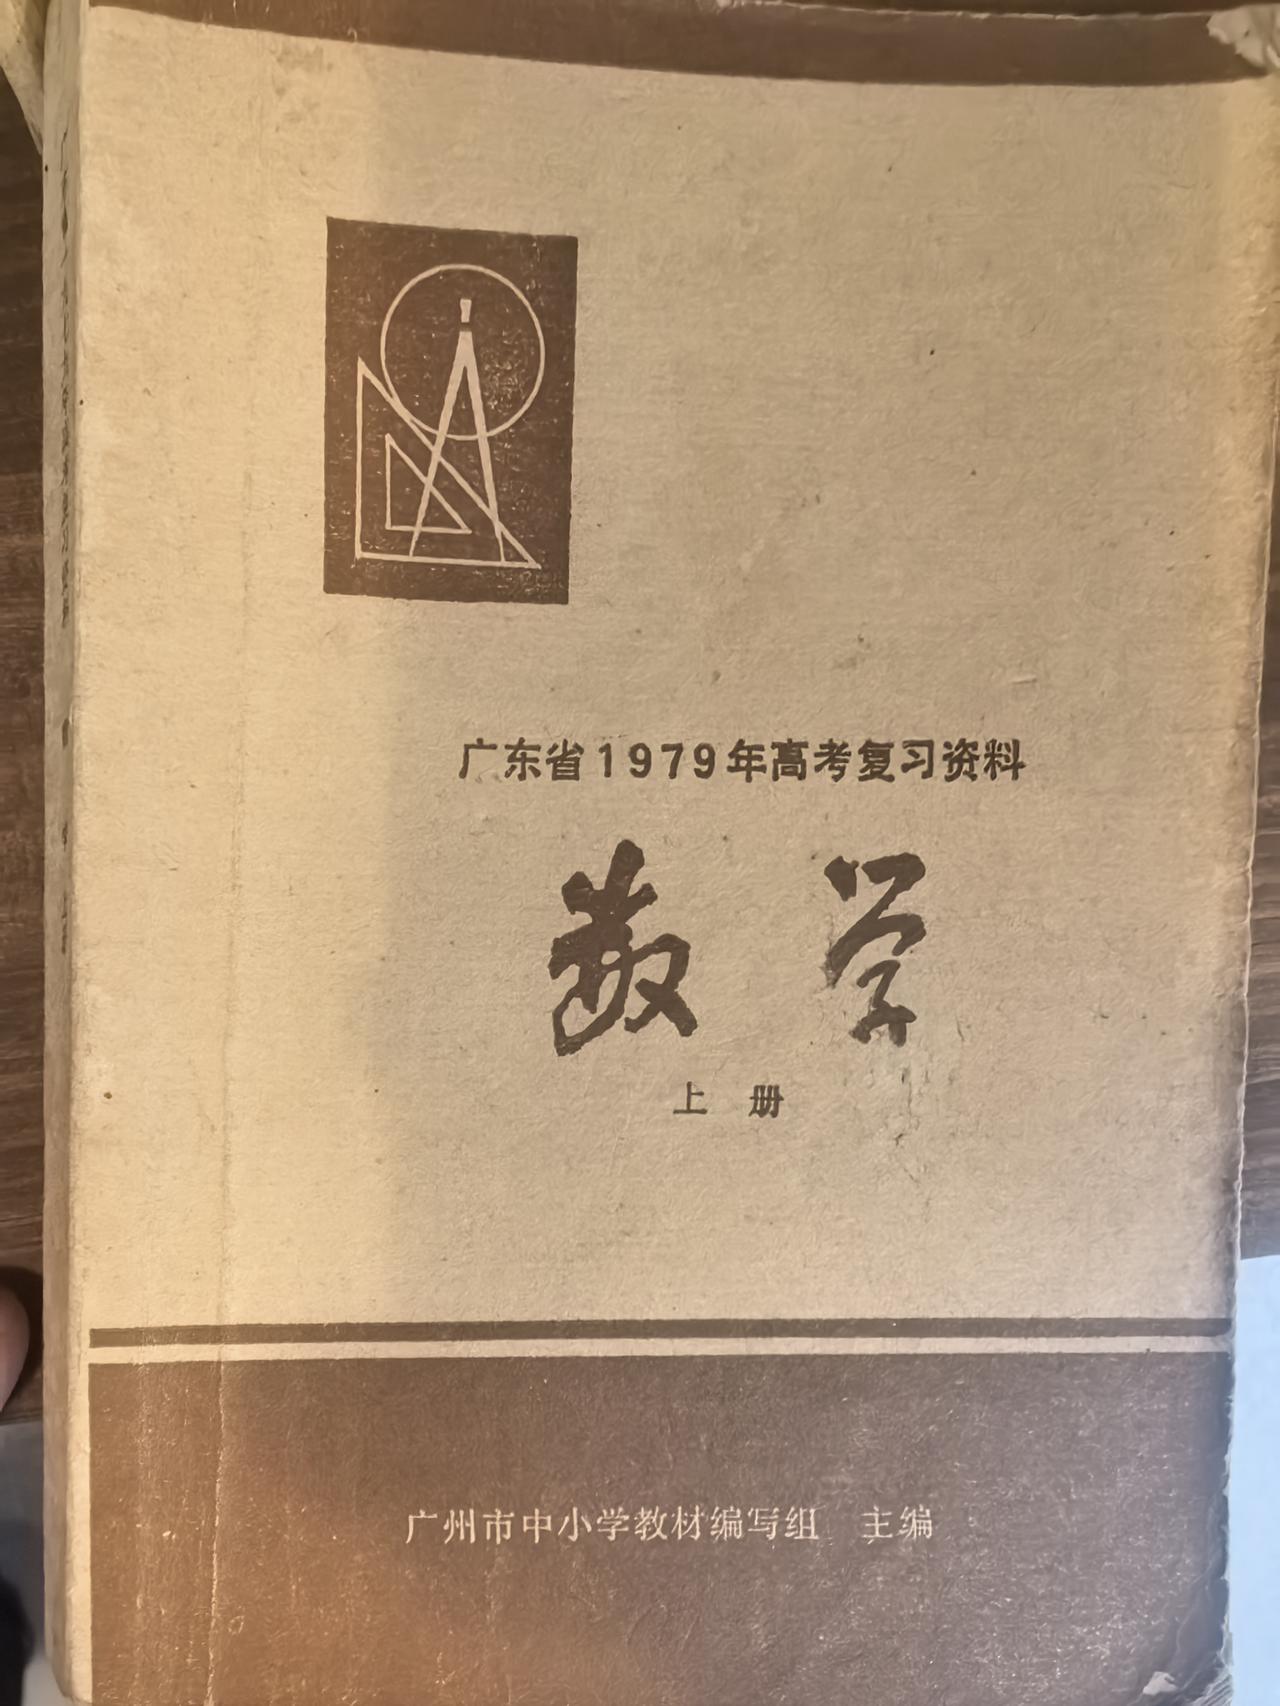 广东省1979年高考复习资料
数学
上册
广州市中小学教材编写组 主编